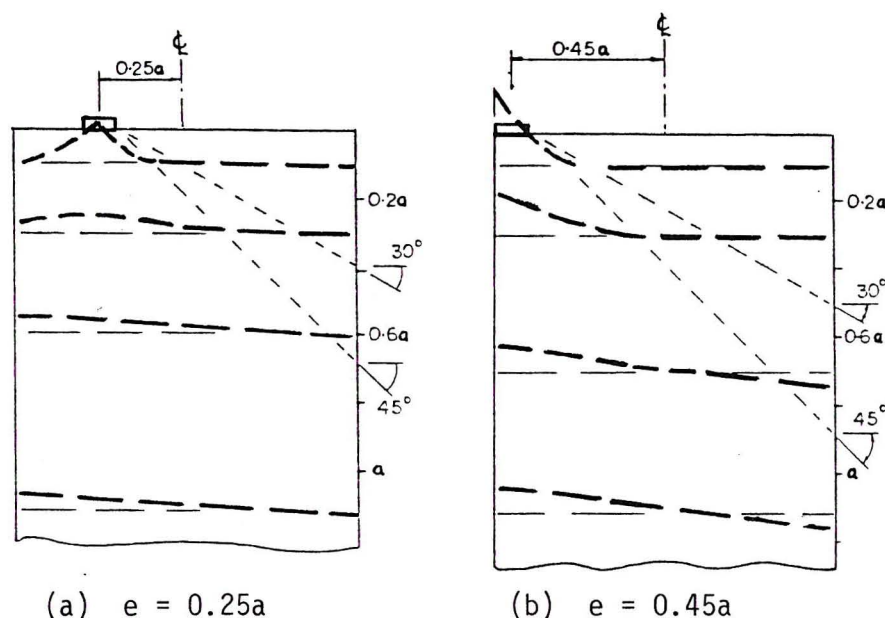 ℄
0·25a
0·2a
30°
0·6a
45°
a
(a) e = 0.25a
℄
0·45a
0·2a
30°
0·6a
45°
a
(b) e = 0.45a